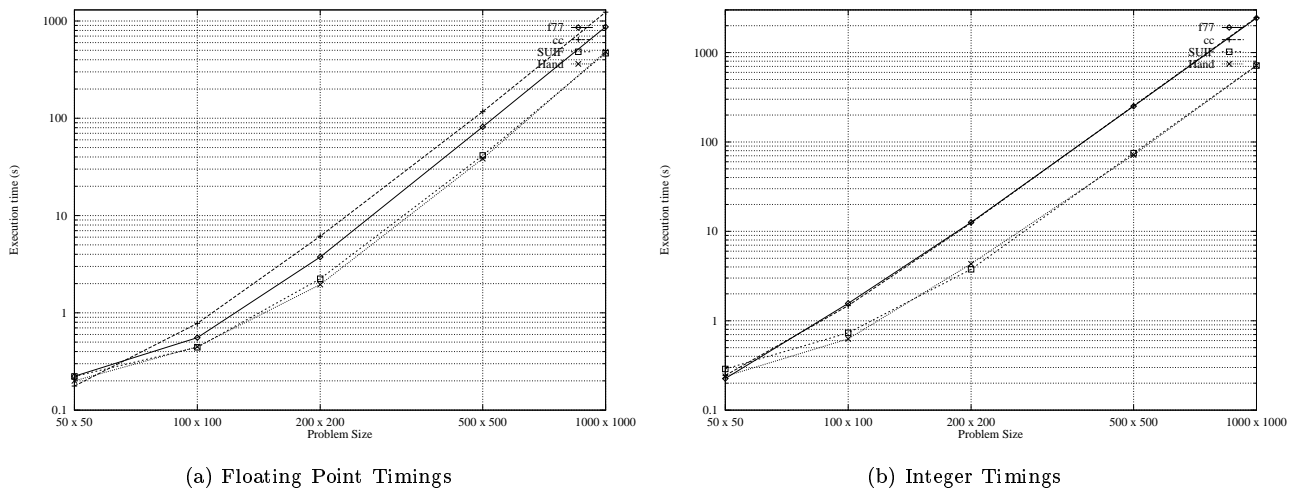 1000
100
10
1
0.1
Execution time (s)
f77
cc
SUIF
Hand
50 x 50
100 x 100
200 x 200
500 x 500
1000 x 1000
Problem Size
(a) Floating Point Timings
1000
100
10
1
0.1
Execution time (s)
f77
cc
SUIF
Hand
50 x 50
100 x 100
200 x 200
500 x 500
1000 x 1000
Problem Size
(b) Integer Timings